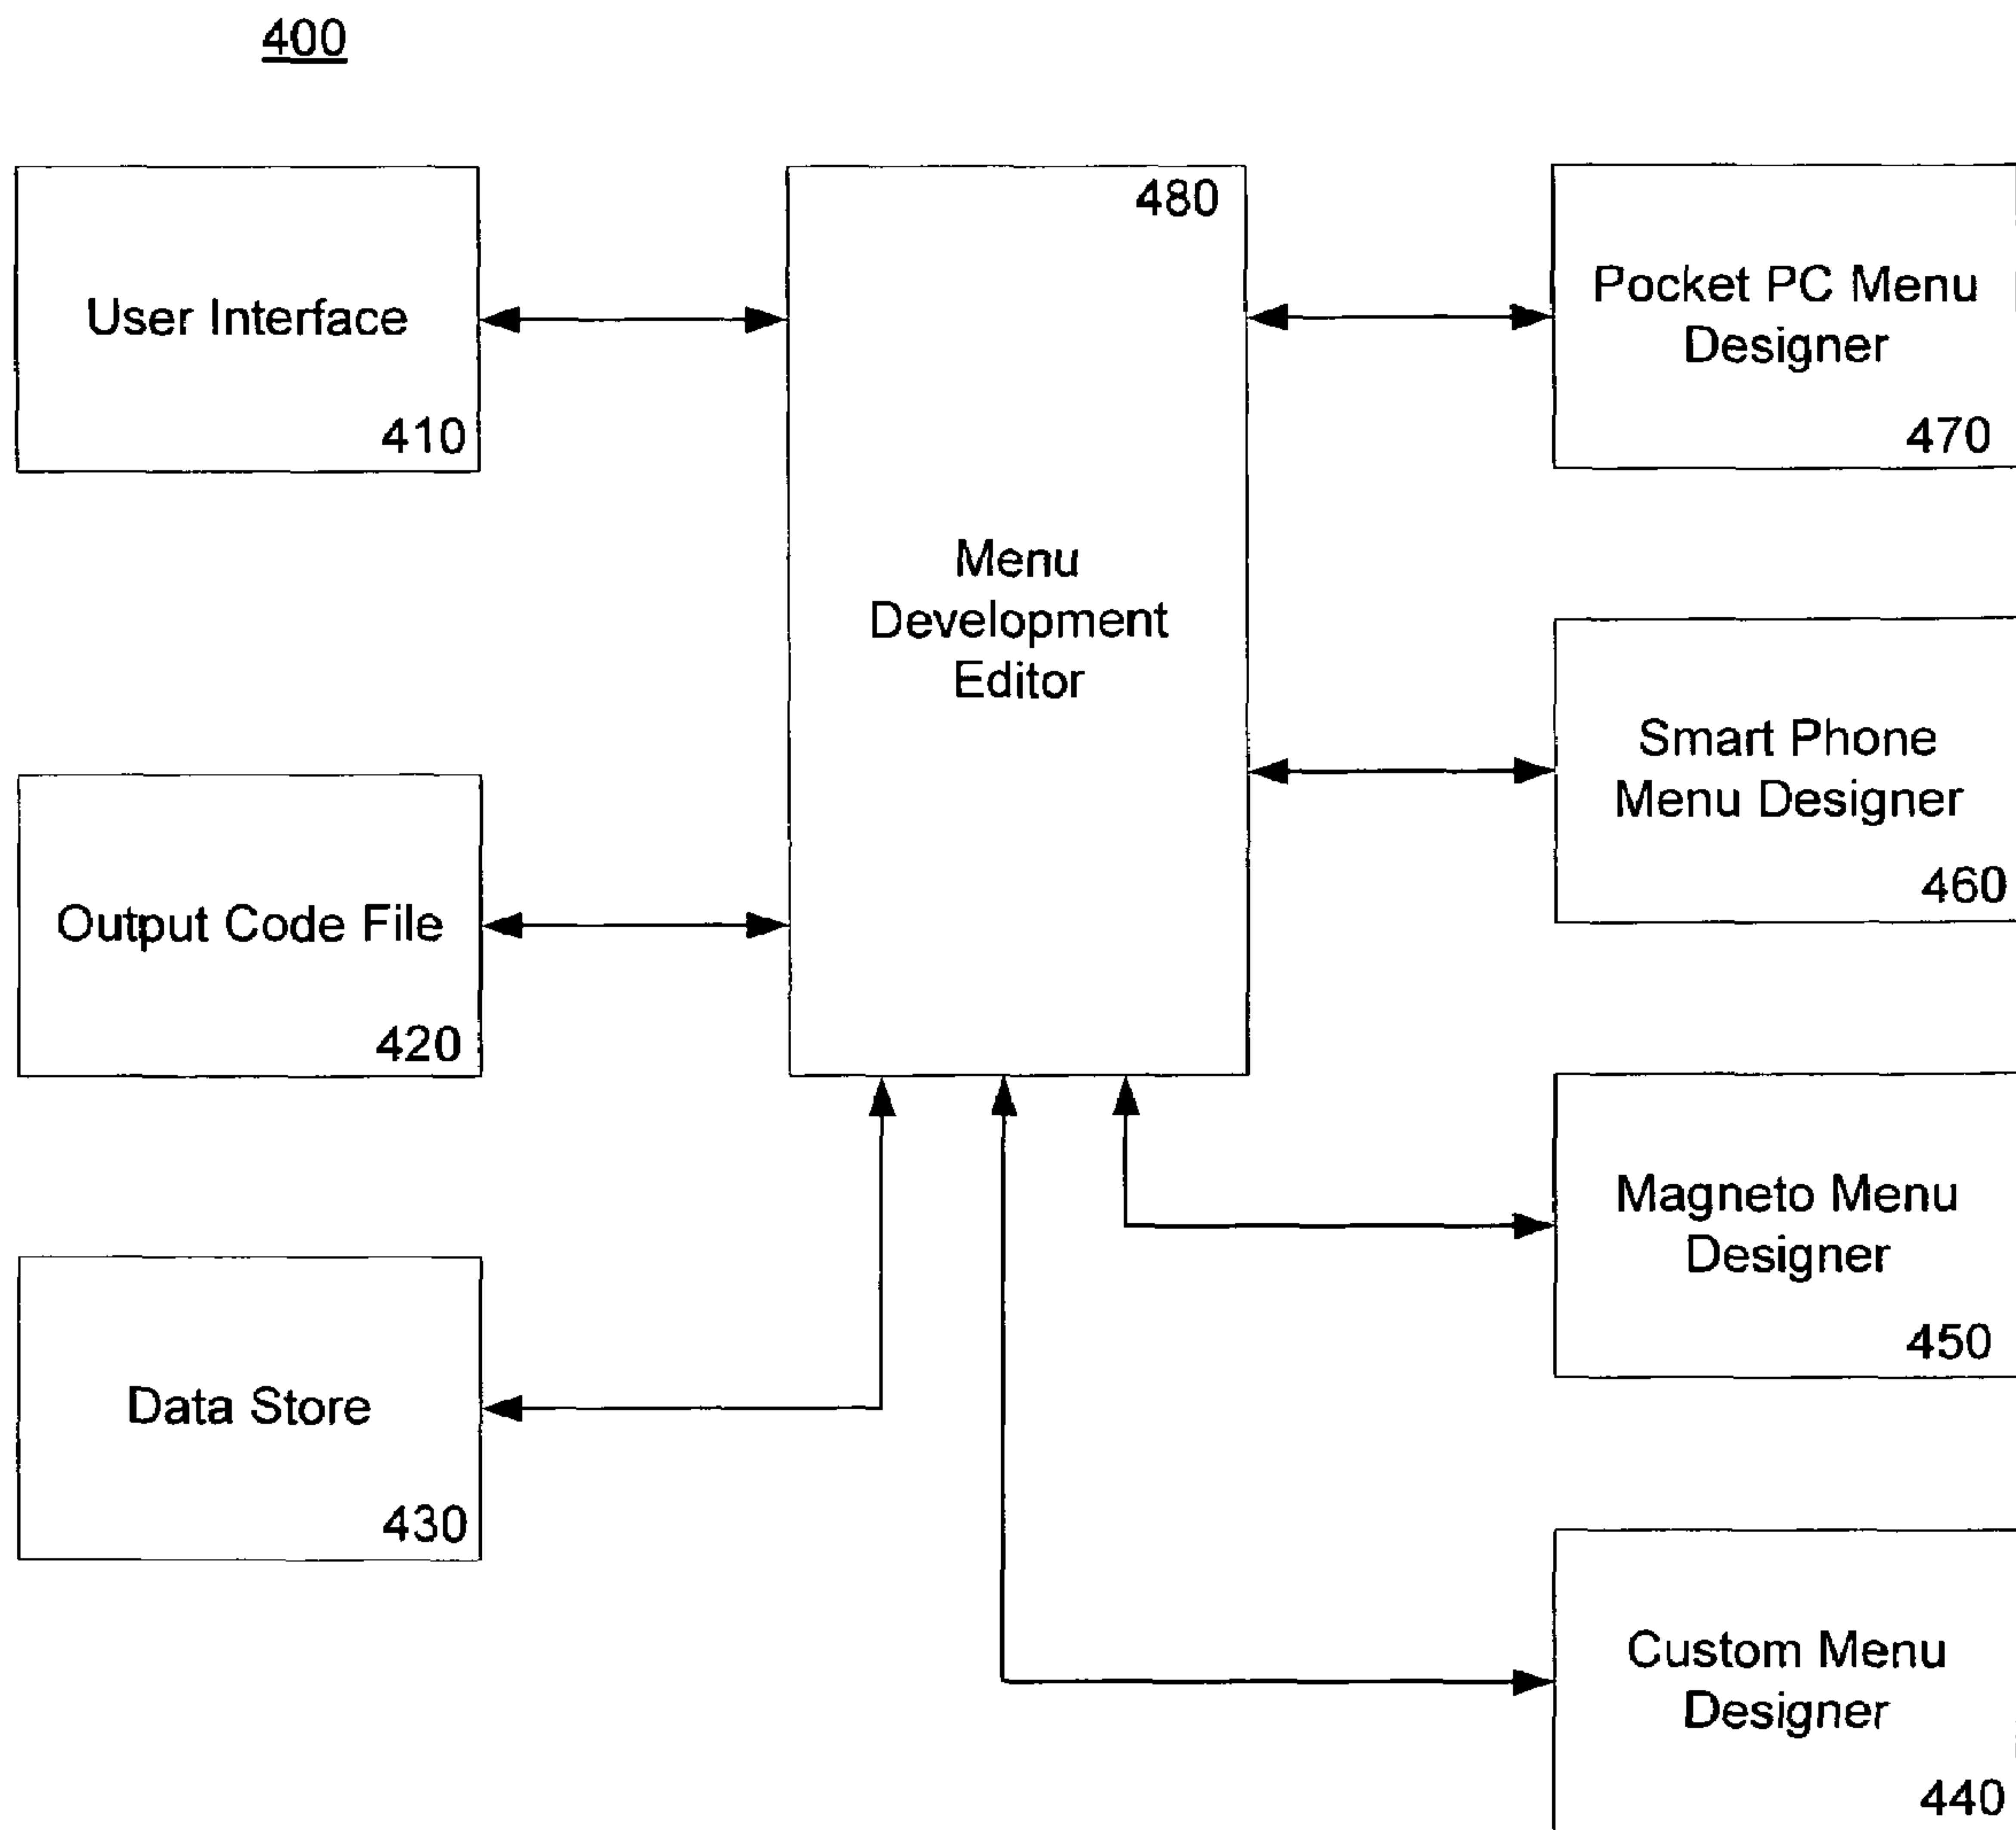 400
User Interface
410
480
Menu
Development
Editor
Pocket PC Menu
Designer
470
Smart Phone
Menu Designer
460
Output Code File
420
Magneto Menu
Designer
450
Data Store
430
Custom Menu
Designer
440